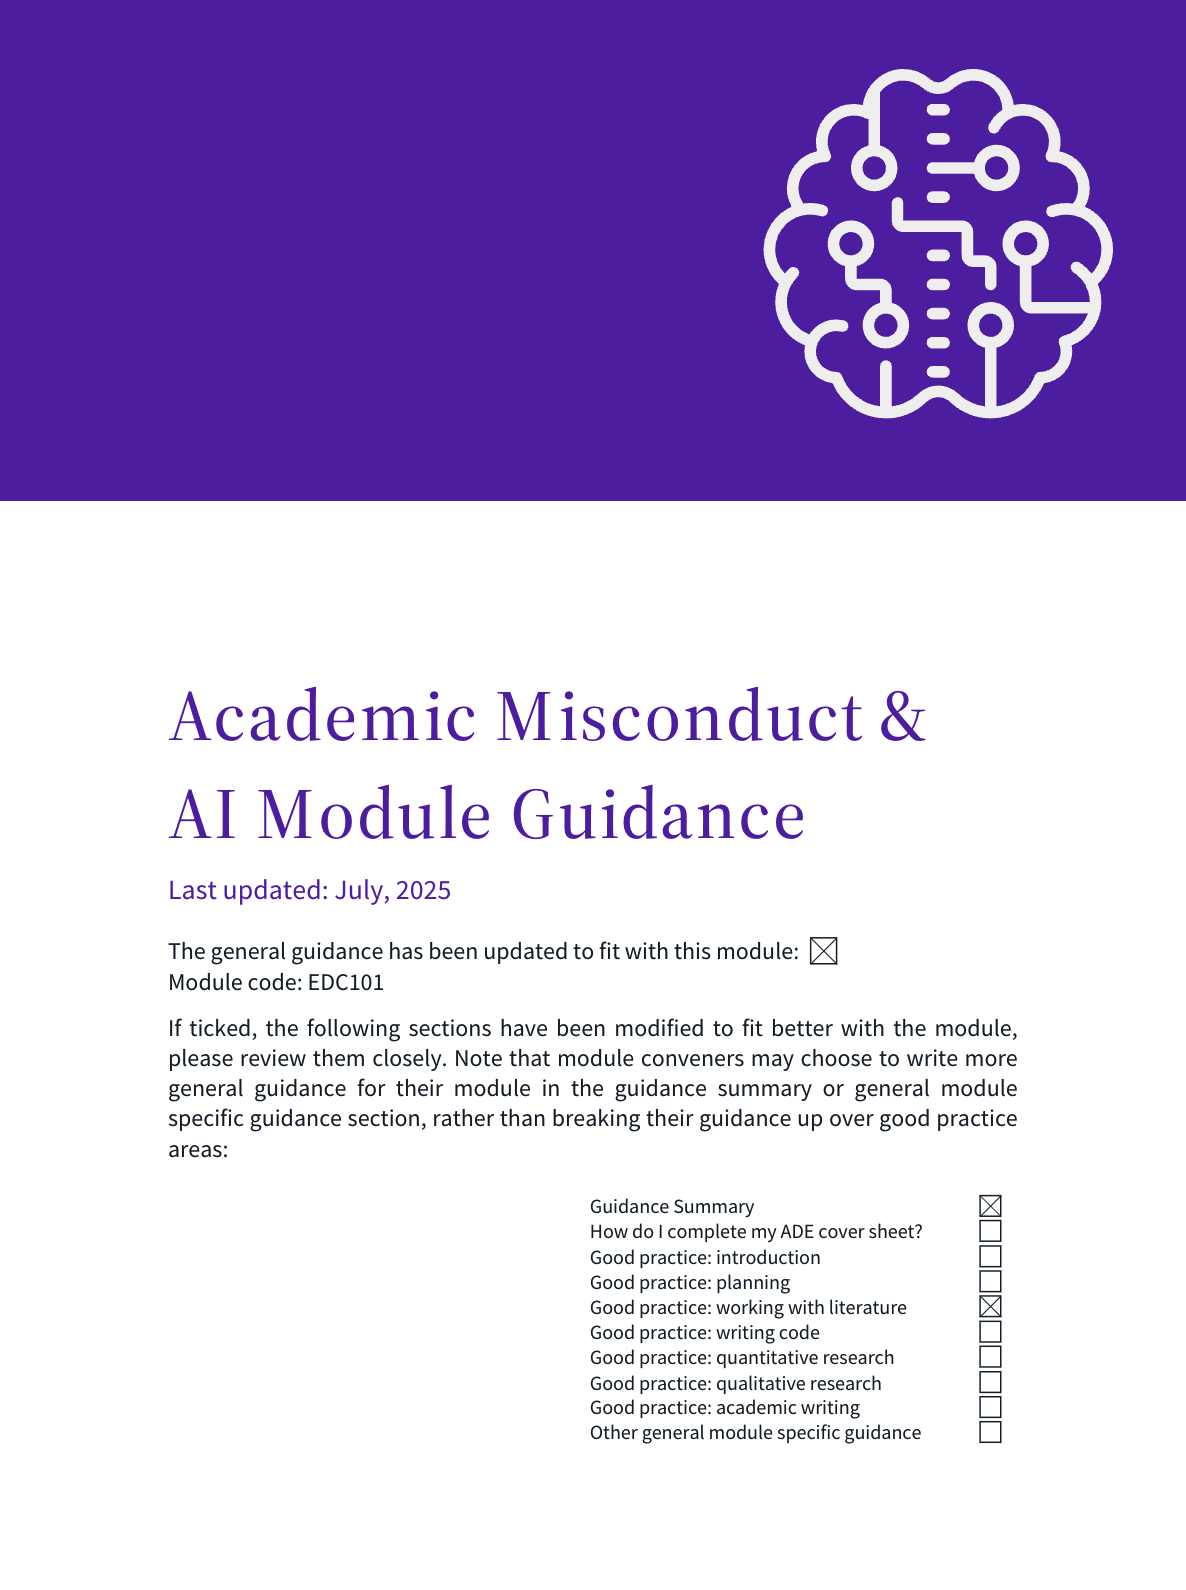 Academic Misconduct &
AI Module Guidance
Last updated: July, 2025
The general guidance has been updated to fit with this module: ☒
Module code: EDC101
If ticked, the following sections have been modified to fit better with the module,
please review them closely. Note that module conveners may choose to write more
general guidance for their module in the guidance summary or general module
specific guidance section, rather than breaking their guidance up over good practice
areas:
Guidance Summary ☒
How do I complete my ADE cover sheet? ☐
Good practice: introduction ☐
Good practice: planning ☐
Good practice: working with literature ☒
Good practice: writing code ☐
Good practice: quantitative research ☐
Good practice: qualitative research ☐
Good practice: academic writing ☐
Other general module specific guidance ☐